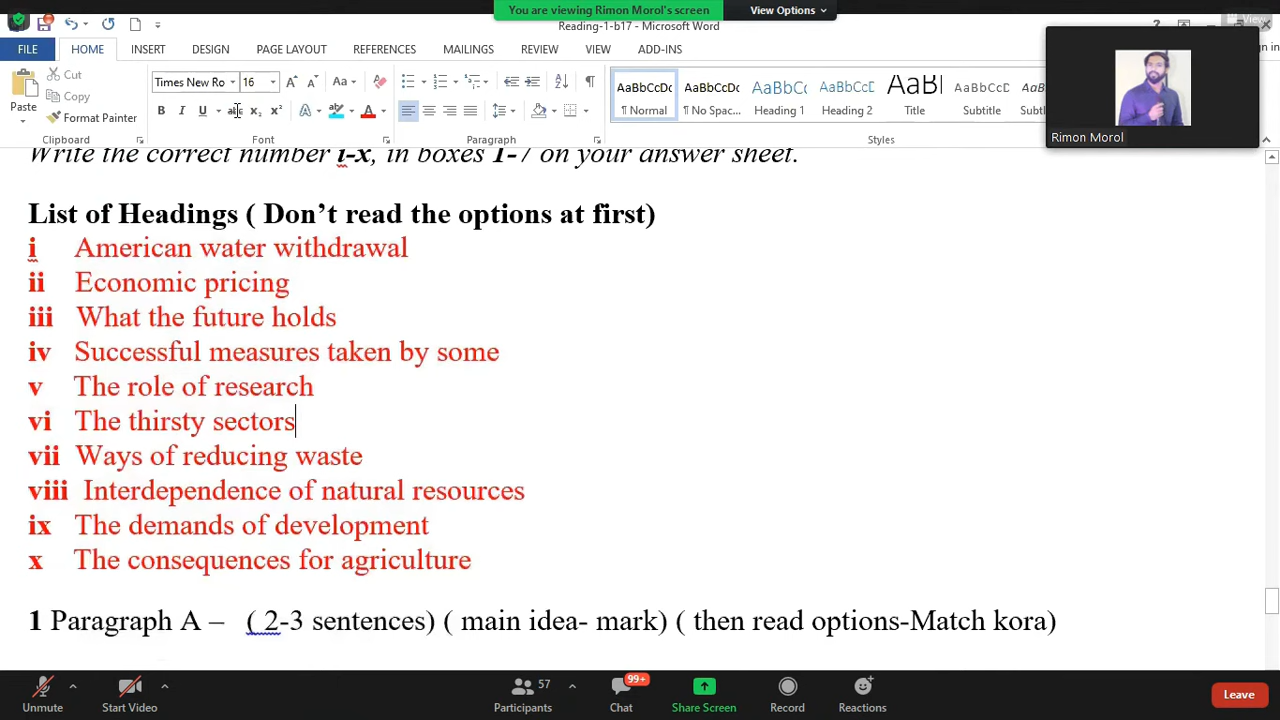 You are viewing Rimon Morol's screen
View Options
Reading-1-b17 - Microsoft Word
View
FILE
HOME
INSERT
DESIGN
PAGE LAYOUT
REFERENCES
MAILINGS
REVIEW
VIEW
ADD-INS
Cut
Copy
Format Painter
Paste
Clipboard
Times New Ro
16
Font
Paragraph
AaBbCcDd
¶ Normal
AaBbCcDd
¶ No Spac...
AaBbCc
Heading 1
AaBbCcD
Heading 2
AaBl
Title
AaBbCcD
Subtitle
Styles
Rimon Morol
Write the correct number i-x, in boxes 1-7 on your answer sheet.
List of Headings ( Don't read the options at first)
i American water withdrawal
ii Economic pricing
iii What the future holds
iv Successful measures taken by some
v The role of research
vi The thirsty sectors
vii Ways of reducing waste
viii Interdependence of natural resources
ix The demands of development
x The consequences for agriculture
1 Paragraph A – ( 2-3 sentences) ( main idea- mark) ( then read options-Match kora)
Unmute
Start Video
57
Participants
99+
Chat
Share Screen
Record
Reactions
Leave